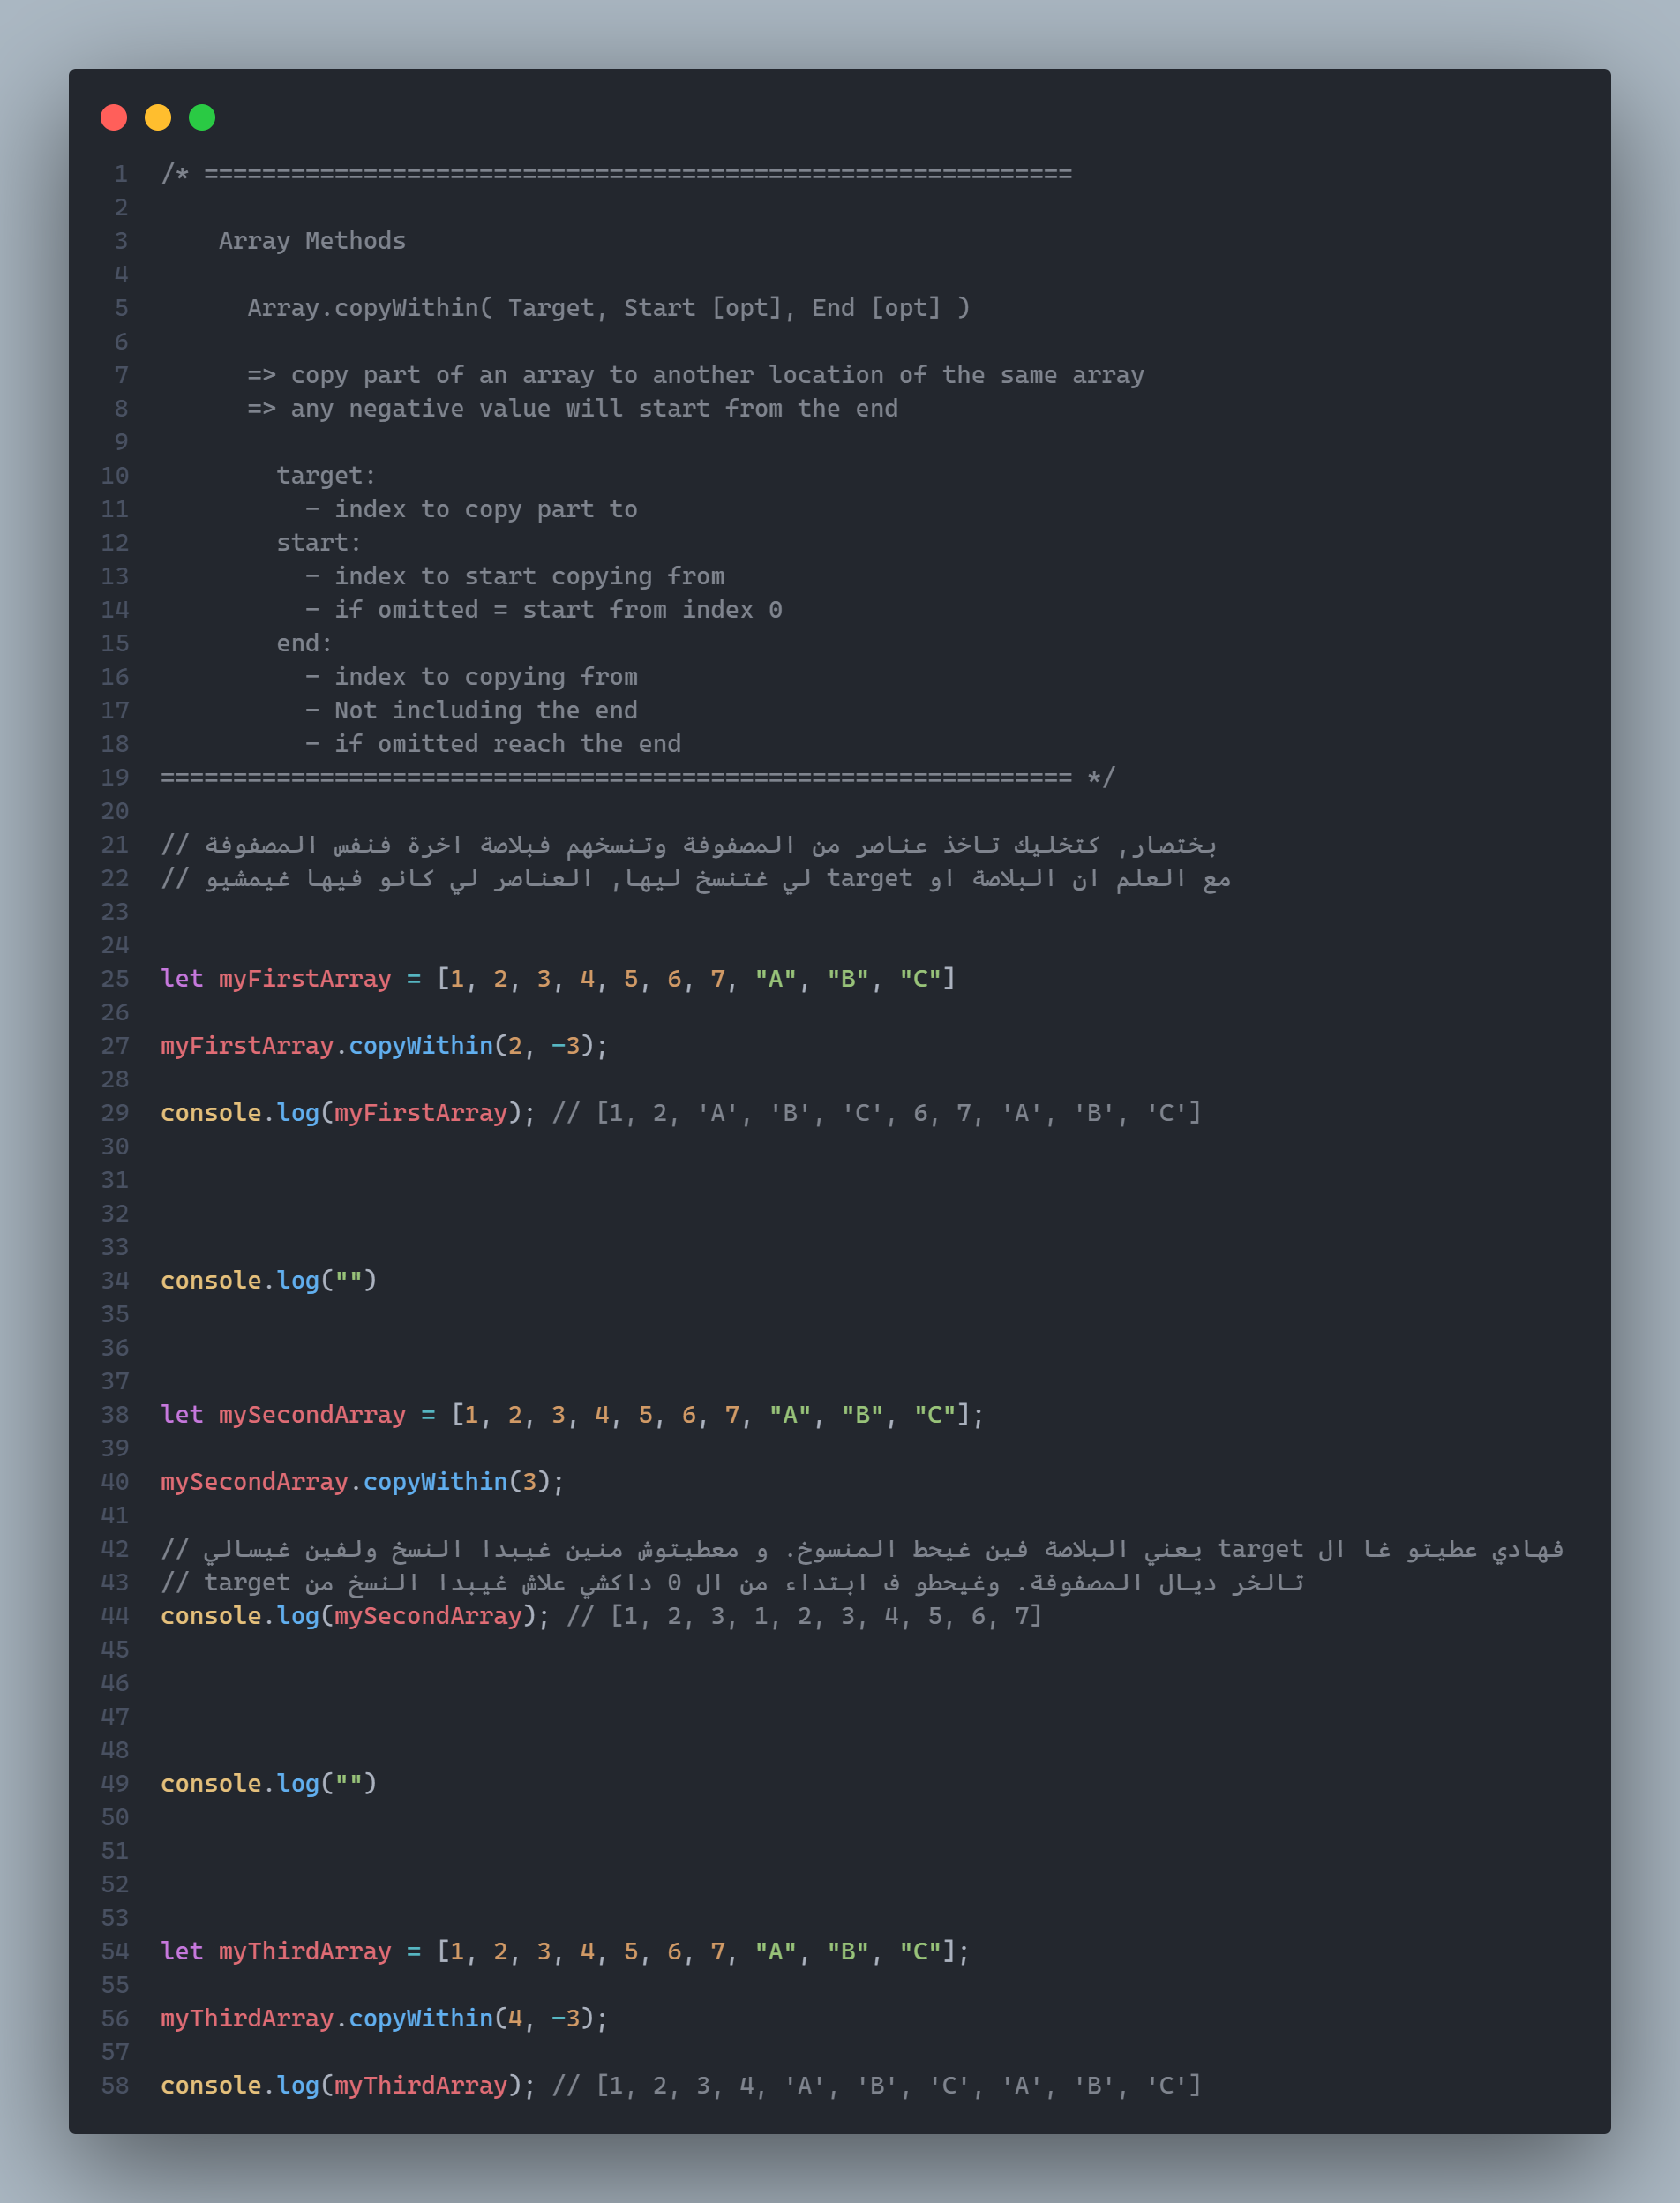 1 /* ============================================================
2
3 Array Methods
4
5 Array.copyWithin( Target, Start [opt], End [opt] )
6
7 => copy part of an array to another location of the same array
8 => any negative value will start from the end
9
10 target:
11 - index to copy part to
12 start:
13 - index to start copying from
14 - if omitted = start from index 0
15 end:
16 - index to copying from
17 - Not including the end
18 - if omitted reach the end
19 =============================================================== */
20
21 // بختصار, كتخليك تاخذ عناصر من المصفوفة وتنسخهم فبلاصة اخرة فنفس المصفوفة
22 // مع العلم ان البلاصة او target لي غتنسخ ليها, العناصر لي كانو فيها غيمشيو
23
24
25 let myFirstArray = [1, 2, 3, 4, 5, 6, 7, "A", "B", "C"]
26
27 myFirstArray.copyWithin(2, -3);
28
29 console.log(myFirstArray); // [1, 2, 'A', 'B', 'C', 6, 7, 'A', 'B', 'C']
30
31
32
33
34 console.log("")
35
36
37
38 let mySecondArray = [1, 2, 3, 4, 5, 6, 7, "A", "B", "C"];
39
40 mySecondArray.copyWithin(3);
41
42 // فهادي عطيتو غا ال target يعني البلاصة فين غيحط المنسوخ. و معطيتوش منين غيبدا النسخ ولفين غيسالي
43 // target تالخر ديال المصفوفة. وغيحطو ف ابتداء من ال 0 داكشي علاش غيبدا النسخ من
44 console.log(mySecondArray); // [1, 2, 3, 1, 2, 3, 4, 5, 6, 7]
45
46
47
48
49 console.log("")
50
51
52
53
54 let myThirdArray = [1, 2, 3, 4, 5, 6, 7, "A", "B", "C"];
55
56 myThirdArray.copyWithin(4, -3);
57
58 console.log(myThirdArray); // [1, 2, 3, 4, 'A', 'B', 'C', 'A', 'B', 'C']